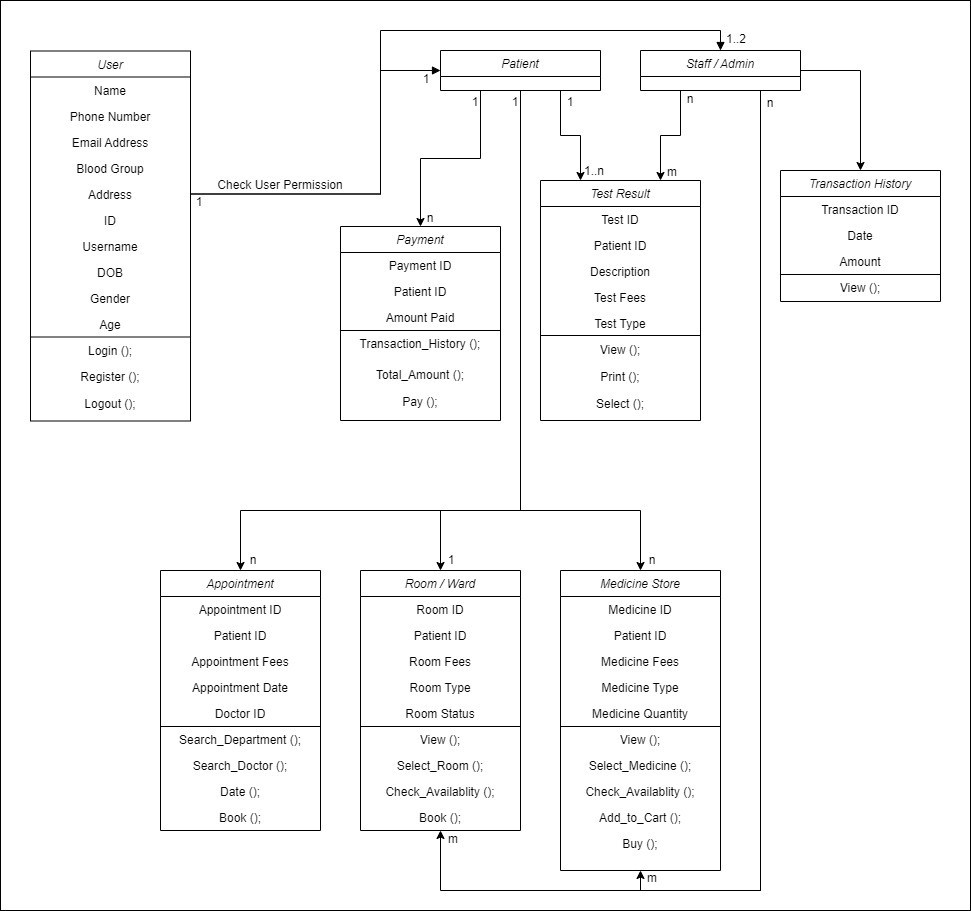 User
Name
Phone Number
Email Address
Blood Group
Address
ID
Username
DOB
Gender
Age
Login ();
Register ();
Logout ();
1
Check User Permission
1
Patient
1..2
Staff / Admin
1
1
1
n
n
n
Payment
Payment ID
Patient ID
Amount Paid
Transaction_History ();
Total_Amount ();
Pay ();
1..n
m
Test Result
Test ID
Patient ID
Description
Test Fees
Test Type
View ();
Print ();
Select ();
Transaction History
Transaction ID
Date
Amount
View ();
n
Appointment
Appointment ID
Patient ID
Appointment Fees
Appointment Date
Doctor ID
Search_Department ();
Search_Doctor ();
Date ();
Book ();
1
Room / Ward
Room ID
Patient ID
Room Fees
Room Type
Room Status
View ();
Select_Room ();
Check_Availablity ();
Book ();
m
n
Medicine Store
Medicine ID
Patient ID
Medicine Fees
Medicine Type
Medicine Quantity
View ();
Select_Medicine ();
Check_Availablity ();
Add_to_Cart ();
Buy ();
m